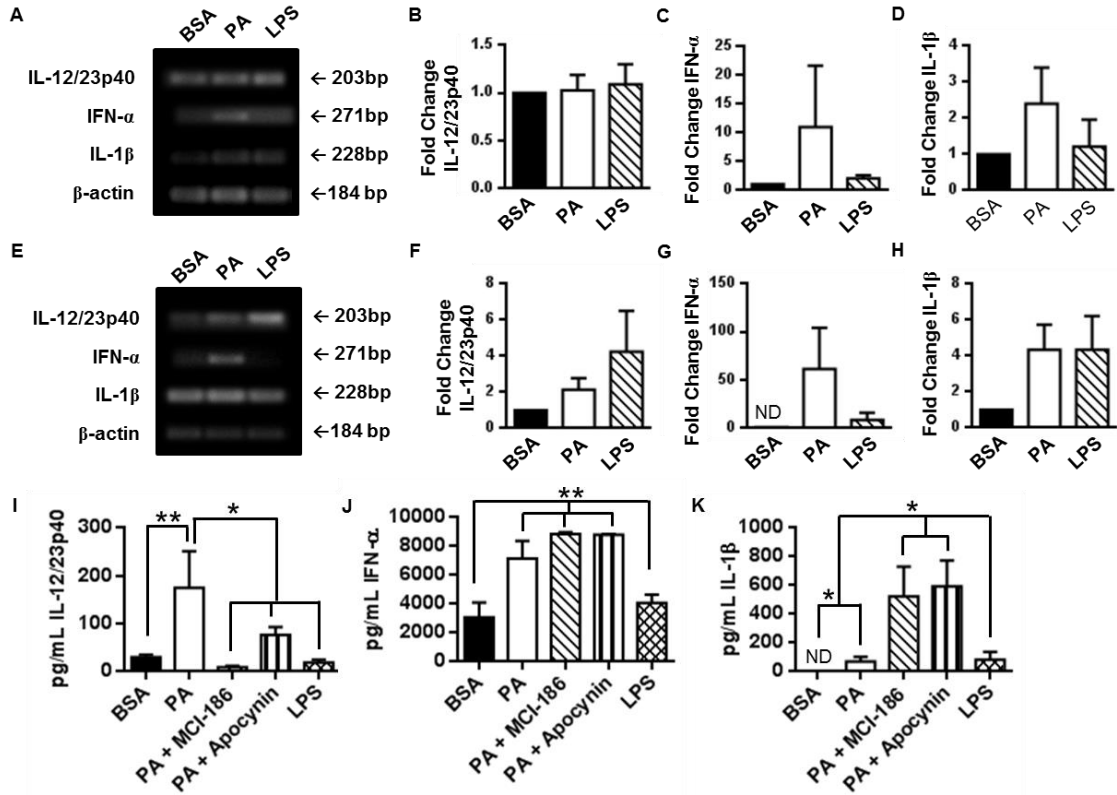 A
BSA PA LPS
IL-12/23p40 ← 203bp
IFN-α ← 271bp
IL-1β ← 228bp
β-actin ← 184 bp
B
Fold Change
IL-12/23p40
1.5
1.0
0.5
0.0
BSA PA LPS
C
Fold Change IFN-α
25
20
15
10
5
0
BSA PA LPS
D
Fold Change IL-1β
4
3
2
1
0
BSA PA LPS
E
BSA PA LPS
IL-12/23p40 ← 203bp
IFN-α ← 271bp
IL-1β ← 228bp
β-actin ← 184 bp
F
Fold Change
IL-12/23p40
8
6
4
2
0
BSA PA LPS
G
Fold Change IFN-α
150
100
50
0
ND
BSA PA LPS
H
Fold Change IL-1β
8
6
4
2
0
BSA PA LPS
I
pg/mL IL-12/23p40
300
200
100
0
** *
BSA PA PA + MCI-186 PA + Apocynin LPS
J
pg/mL IFN-α
10000
8000
6000
4000
2000
0
**
BSA PA PA + MCI-186 PA + Apocynin LPS
K
pg/mL IL-1β
1000
800
600
400
200
0
*
*
ND
BSA PA PA + MCI-186 PA + Apocynin LPS